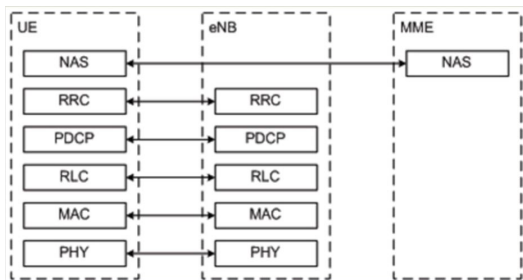 UE eNB MME
NAS NAS
RRC RRC
PDCP PDCP
RLC RLC
MAC MAC
PHY PHY